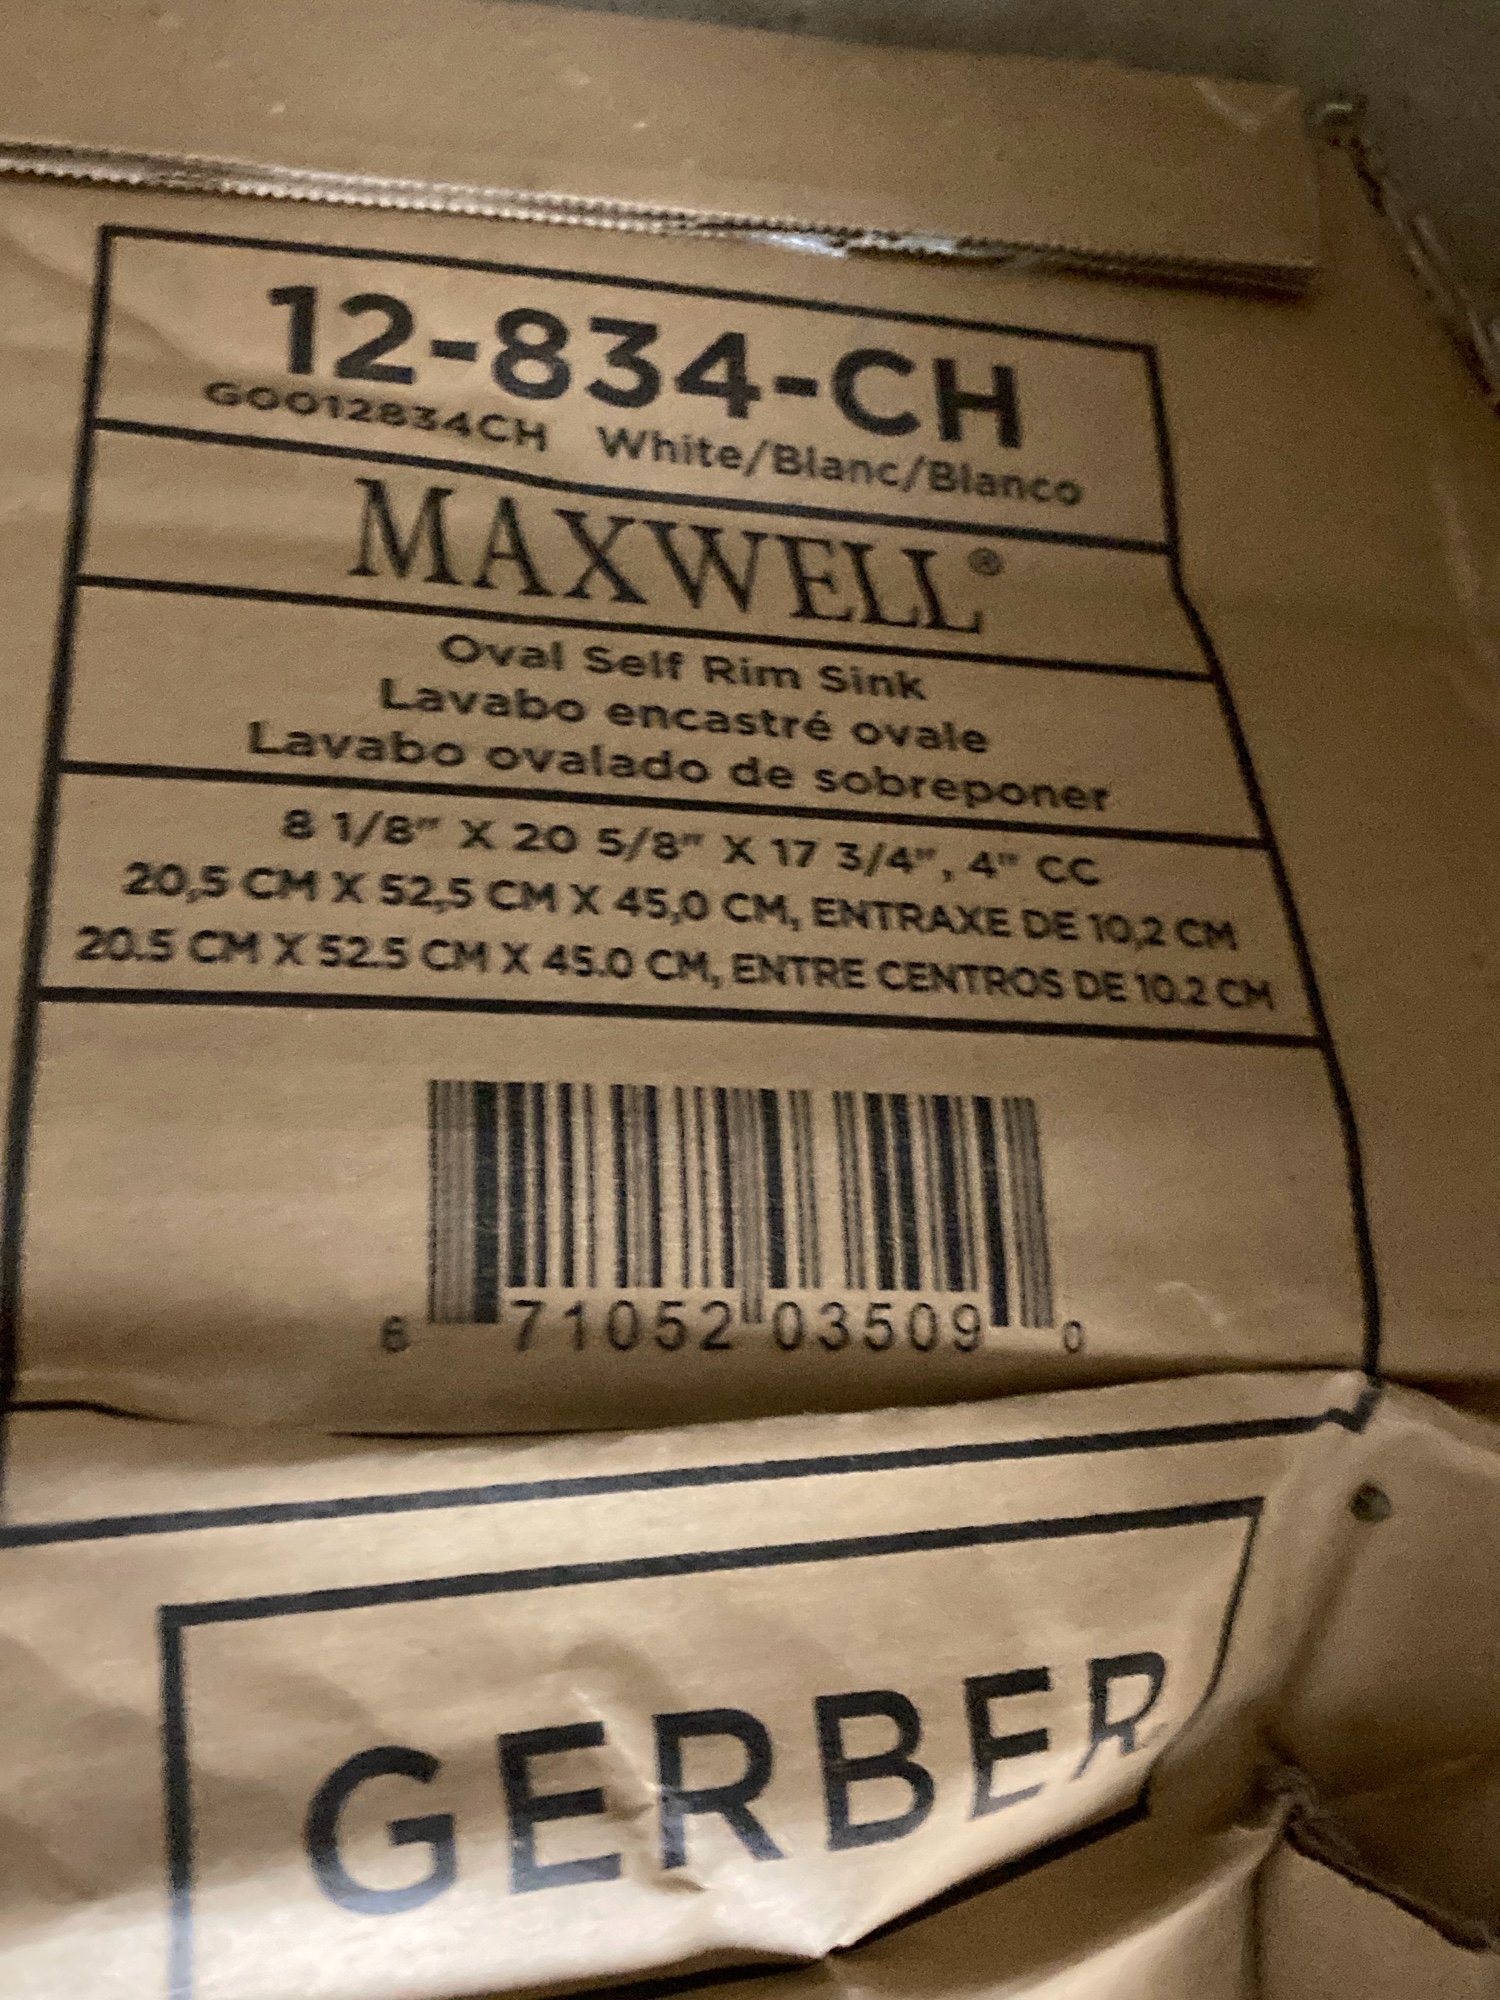 12-834-CH
G0012834CH White/Blanc/Blanco
MAXWELL®
Oval Self Rim Sink
Lavabo encastré ovale
Lavabo ovalado de sobreponer
8 1/8" X 20 5/8" X 17 3/4", 4" CC
20,5 CM X 52,5 CM X 45,0 CM, ENTRAXE DE 10,2 CM
20.5 CM X 52.5 CM X 45.0 CM, ENTRE CENTROS DE 10.2 CM
6 71052 03509 0
GERBER